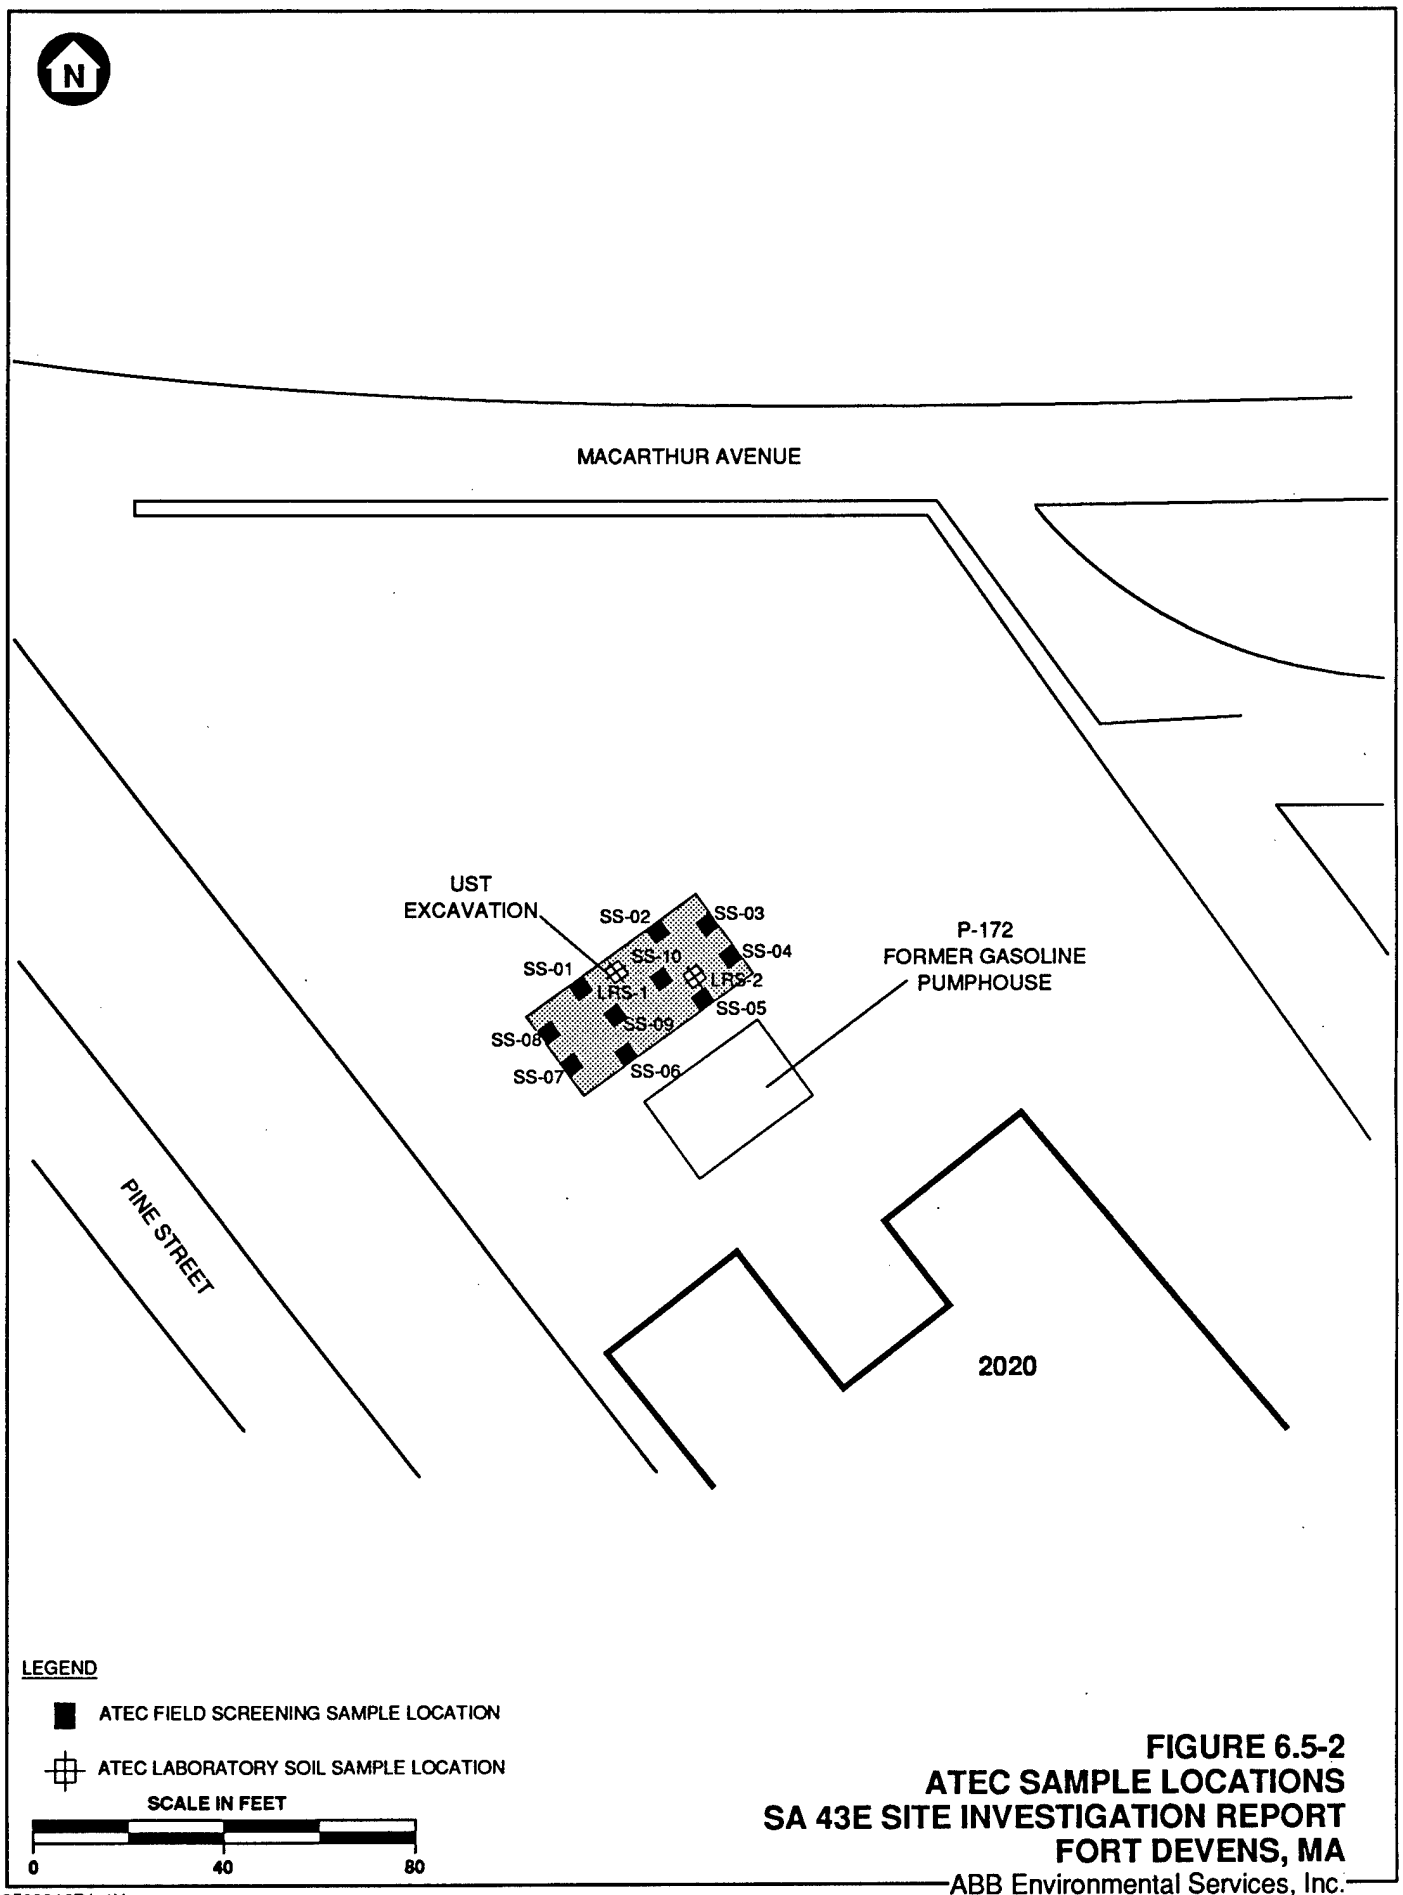 N
MACARTHUR AVENUE
UST
EXCAVATION
SS-02
SS-03
SS-10
SS-04
SS-01
LRS-1
LRS-2
SS-05
SS-09
SS-08
SS-07
SS-06
P-172
FORMER GASOLINE
PUMPHOUSE
PINE STREET
2020
LEGEND
ATEC FIELD SCREENING SAMPLE LOCATION
ATEC LABORATORY SOIL SAMPLE LOCATION
SCALE IN FEET
0 40 80
FIGURE 6.5-2
ATEC SAMPLE LOCATIONS
SA 43E SITE INVESTIGATION REPORT
FORT DEVENS, MA
ABB Environmental Services, Inc.